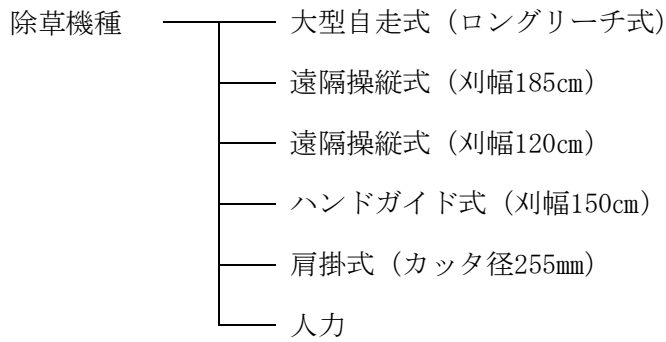 除草機種 大型自走式（ロングリーチ式）
遠隔操縦式（刈幅185㎝）
遠隔操縦式（刈幅120㎝）
ハンドガイド式（刈幅150㎝）
肩掛式（カッタ径255㎜）
人力